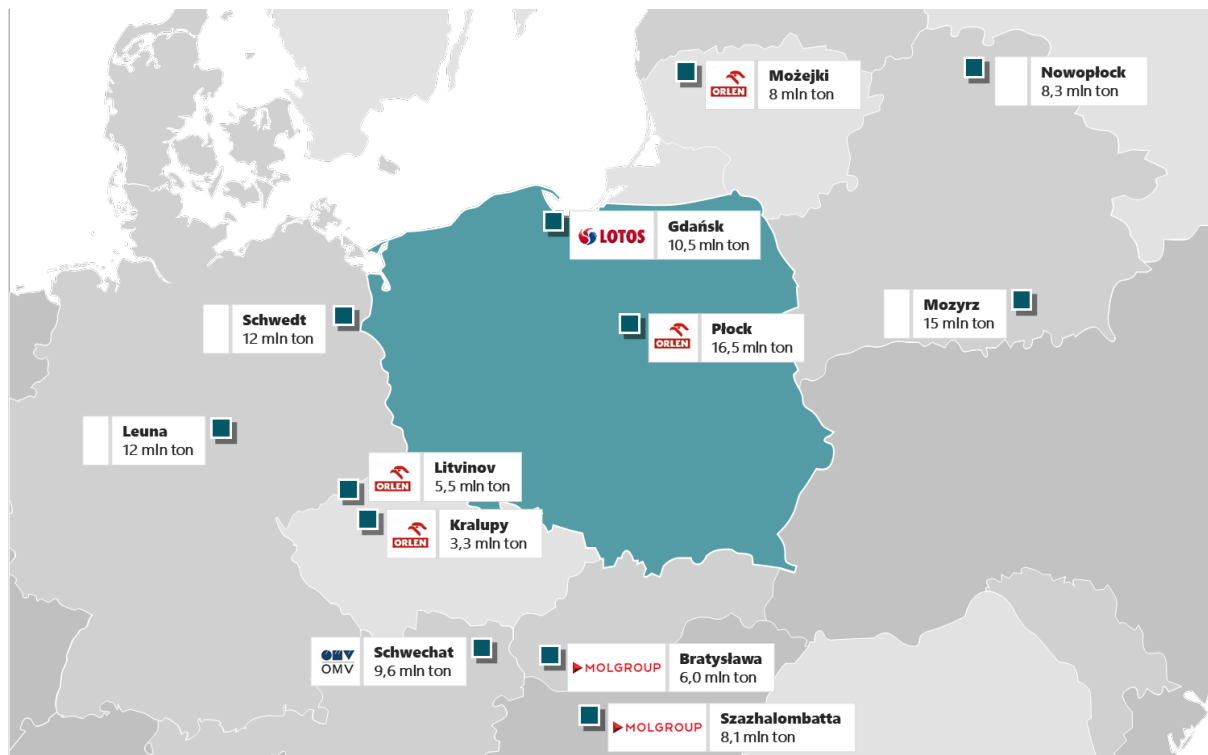 ORLEN
Możejki
8 mln ton
Nowopłock
8,3 mln ton
LOTOS
Gdańsk
10,5 mln ton
Mozyrz
15 mln ton
Schwedt
12 mln ton
ORLEN
Płock
16,5 mln ton
Leuna
12 mln ton
ORLEN
Litvinov
5,5 mln ton
ORLEN
Kralupy
3,3 mln ton
OMV
OMV
Schwechat
9,6 mln ton
MOLGROUP
Bratysława
6,0 mln ton
MOLGROUP
Szazhalombatta
8,1 mln ton